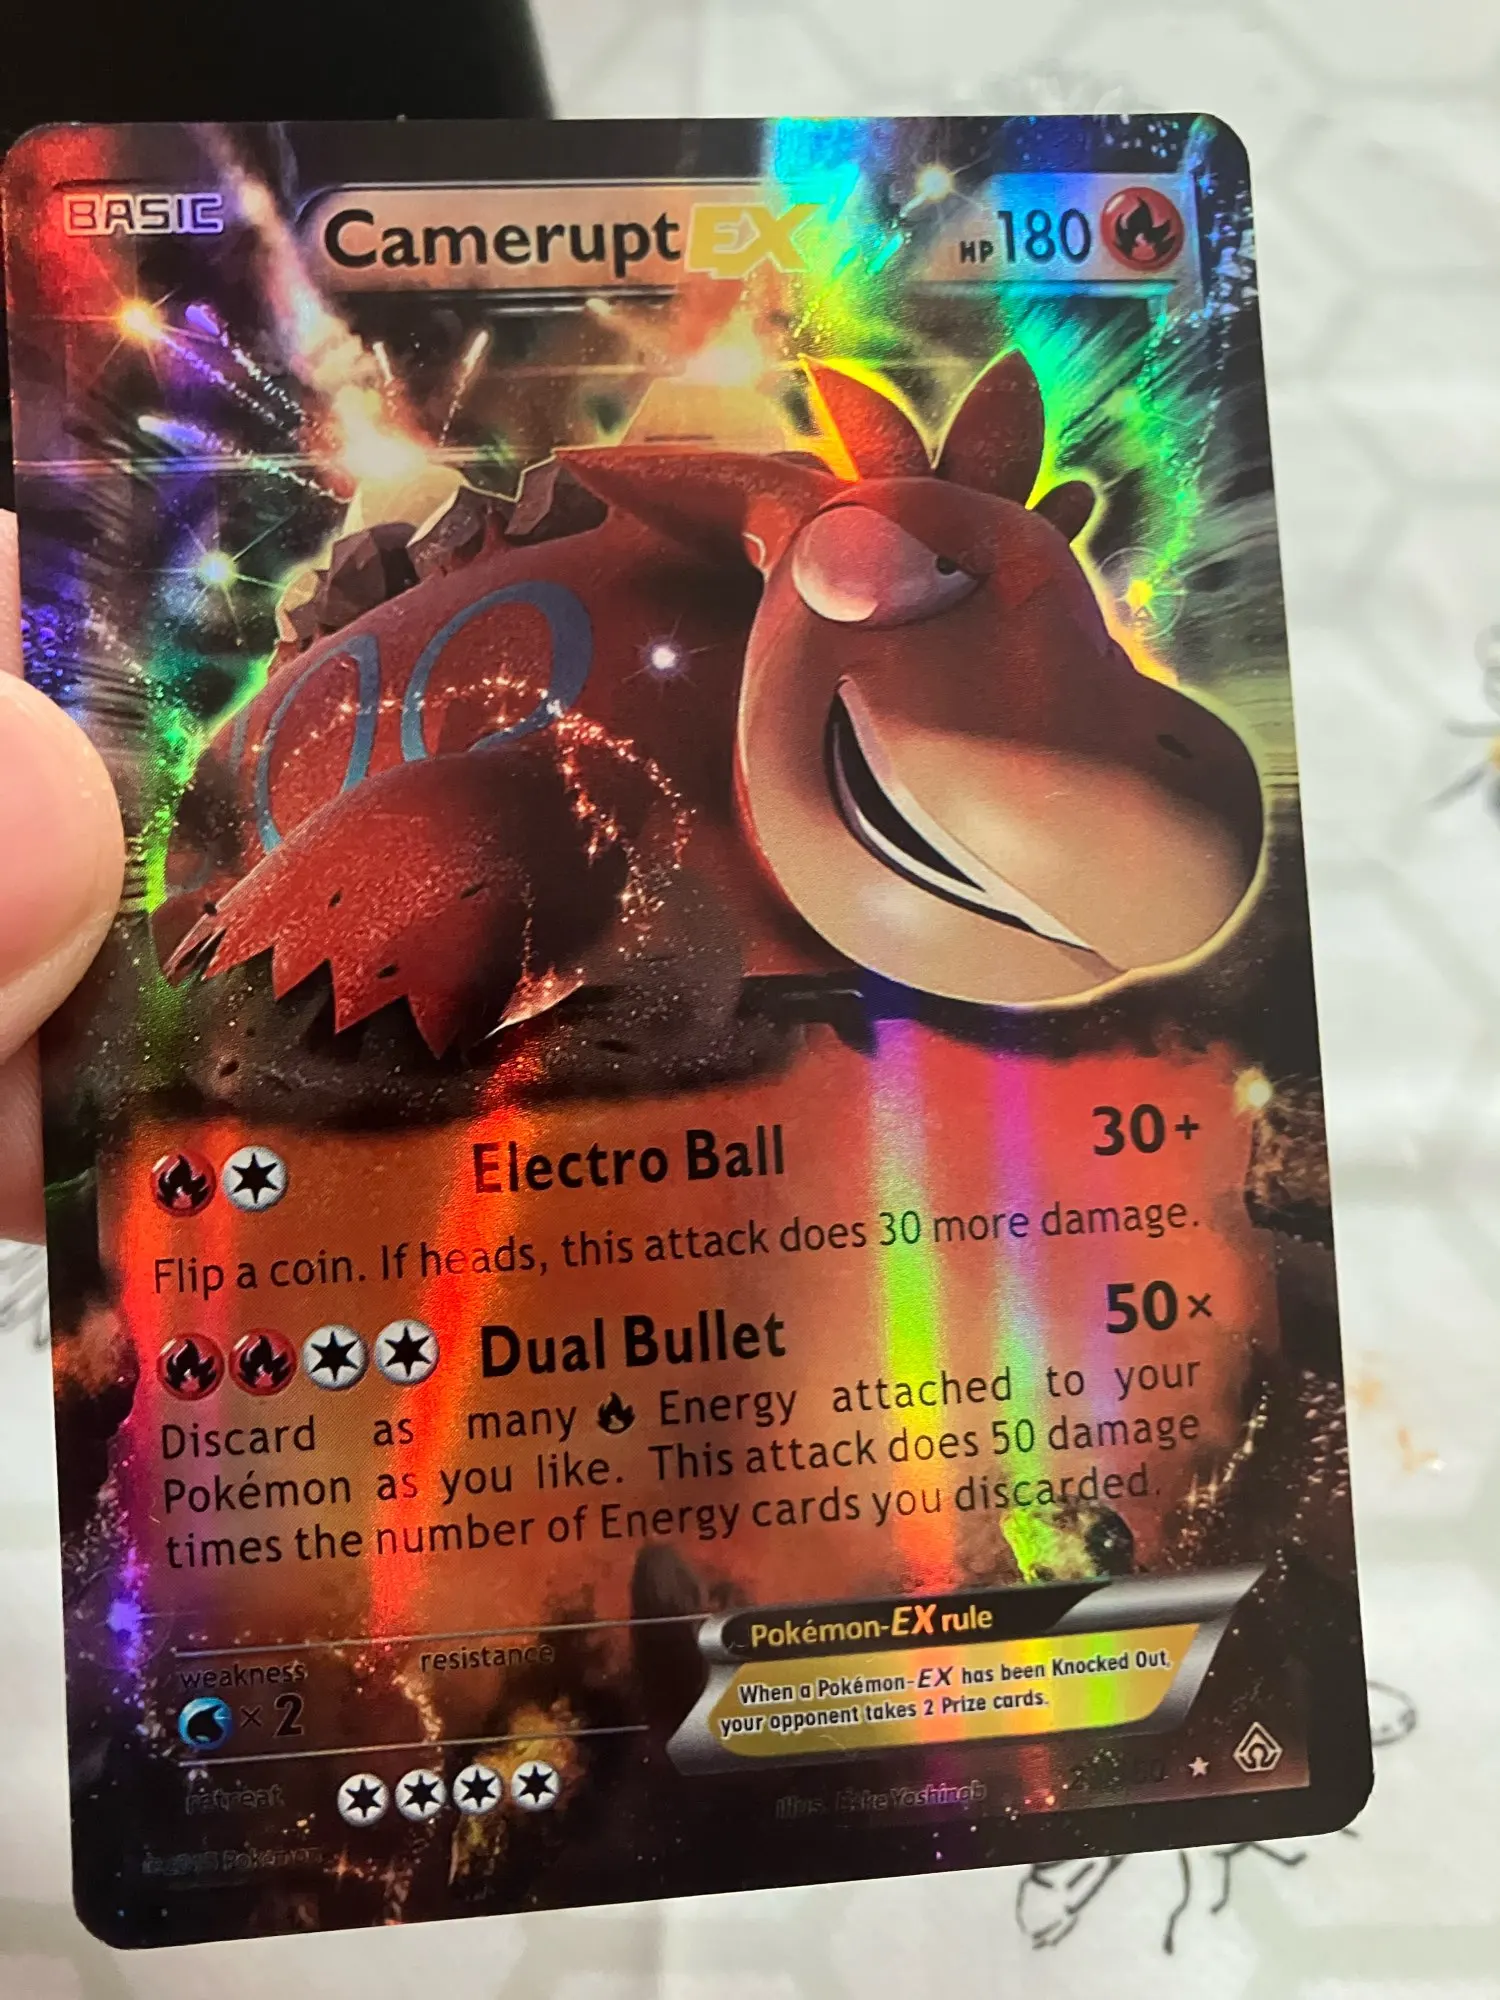 BASIC
Camerupt EX HP 180
Electro Ball 30+
Flip a coin. If heads, this attack does 30 more damage.
Dual Bullet 50×
Discard as many Energy attached to your
Pokémon as you like. This attack does 50 damage
times the number of Energy cards you discarded.
weakness resistance
× 2
Pokémon-EX rule
When a Pokémon-EX has been Knocked Out,
your opponent takes 2 Prize cards.
retreat
Illus.
Pokémon